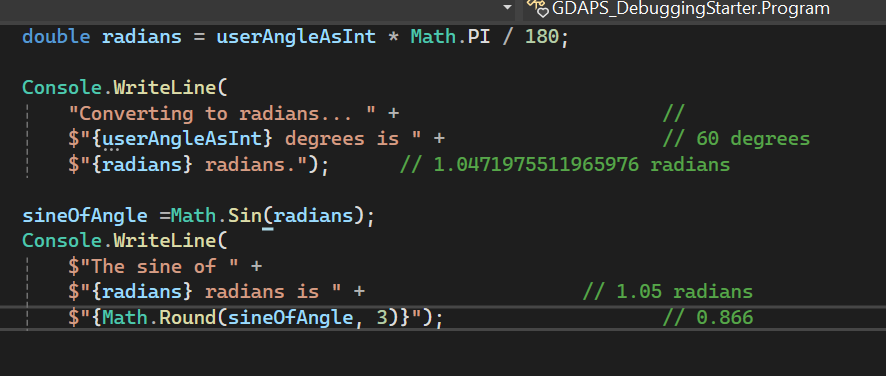 GDAPS_DebuggingStarter.Program
double radians = userAngleAsInt * Math.PI / 180;
Console.WriteLine(
"Converting to radians... " + //
$"{userAngleAsInt} degrees is " + // 60 degrees
$"{radians} radians."); // 1.0471975511965976 radians
sineOfAngle =Math.Sin(radians);
Console.WriteLine(
$"The sine of " +
$"{radians} radians is " + // 1.05 radians
$"{Math.Round(sineOfAngle, 3)}"); // 0.866